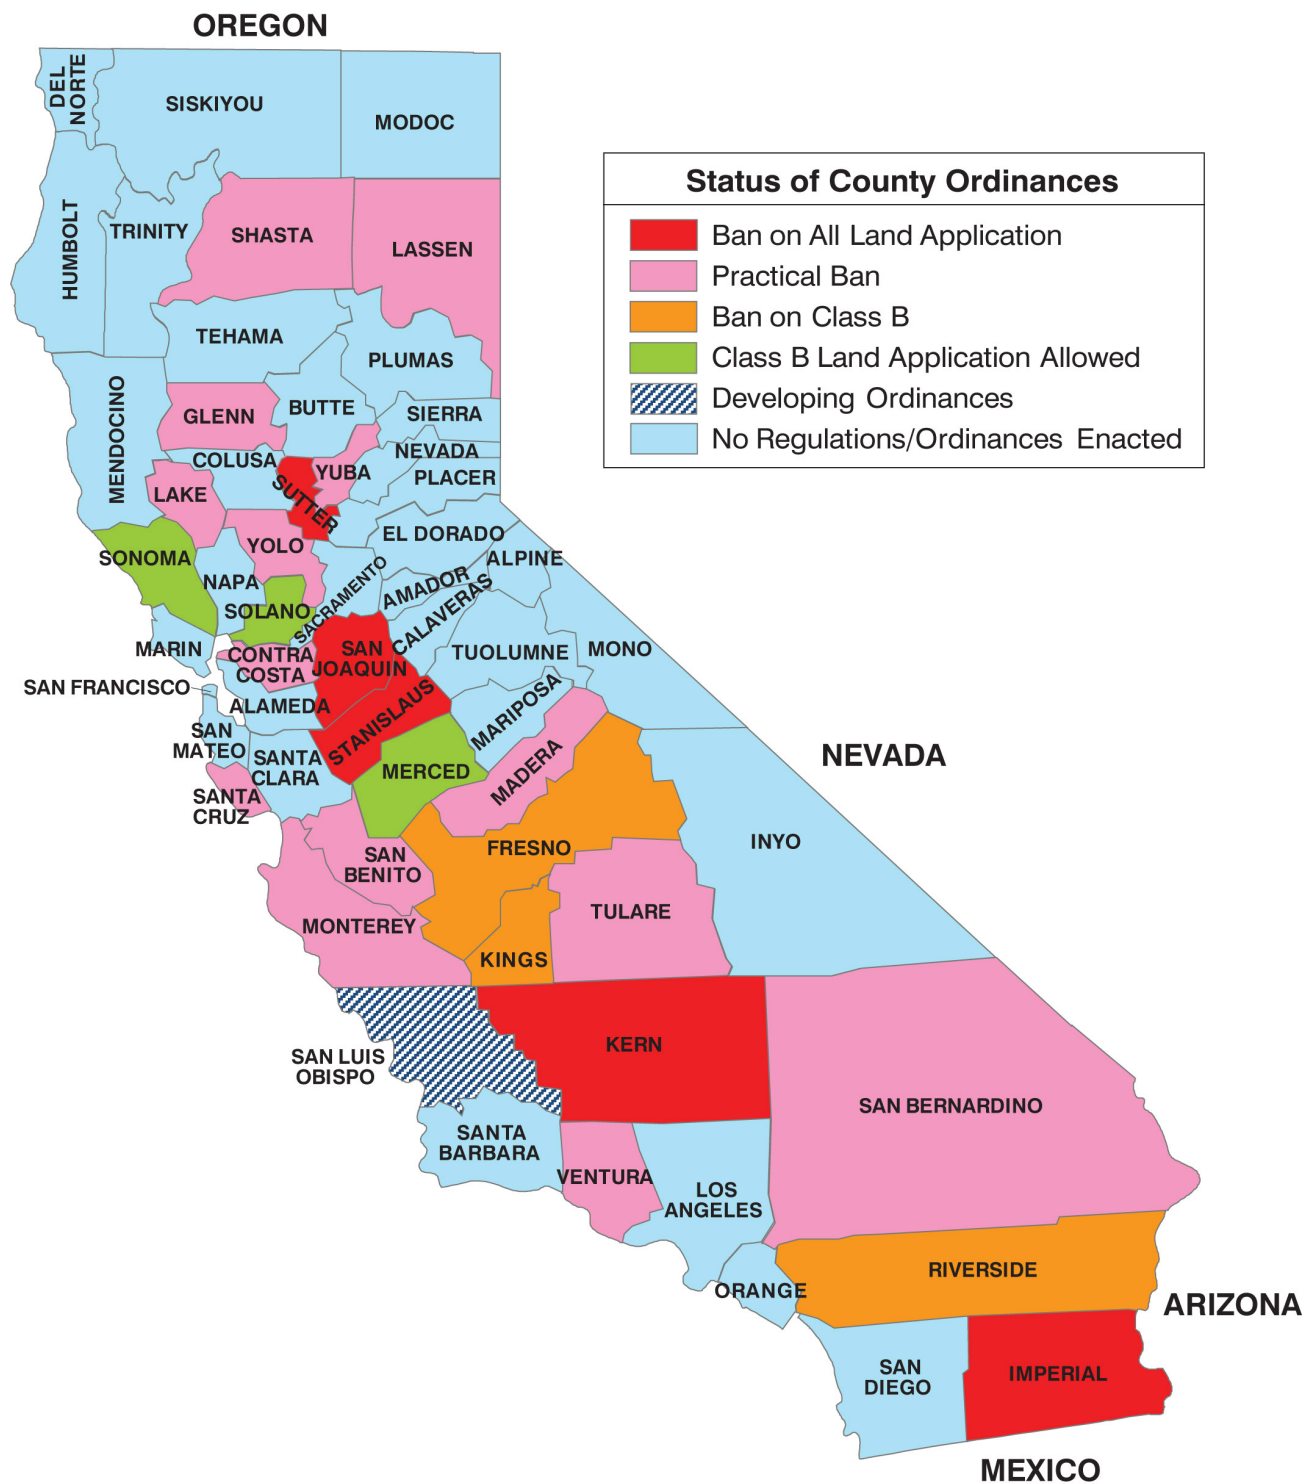 OREGON
DEL
NORTE
SISKIYOU
MODOC
HUMBOLT
TRINITY
SHASTA
LASSEN
Status of County Ordinances
Ban on All Land Application
Practical Ban
Ban on Class B
Class B Land Application Allowed
Developing Ordinances
No Regulations/Ordinances Enacted
TEHAMA
PLUMAS
MENDOCINO
GLENN
BUTTE
SIERRA
COLUSA
NEVADA
YUBA
PLACER
LAKE
SUTTER
EL DORADO
YOLO
SONOMA
ALPINE
NAPA
SACRAMENTO
AMADOR
SOLANO
CALAVERAS
MARIN
CONTRA
COSTA
SAN
JOAQUIN
TUOLUMNE
MONO
SAN FRANCISCO
ALAMEDA
STANISLAUS
MARIPOSA
SAN
MATEO
SANTA
CLARA
MERCED
MADERA
NEVADA
SANTA
CRUZ
INYO
FRESNO
SAN
BENITO
TULARE
MONTEREY
KINGS
KERN
SAN LUIS
OBISPO
SAN BERNARDINO
SANTA
BARBARA
VENTURA
LOS
ANGELES
RIVERSIDE
ORANGE
ARIZONA
SAN
DIEGO
IMPERIAL
MEXICO